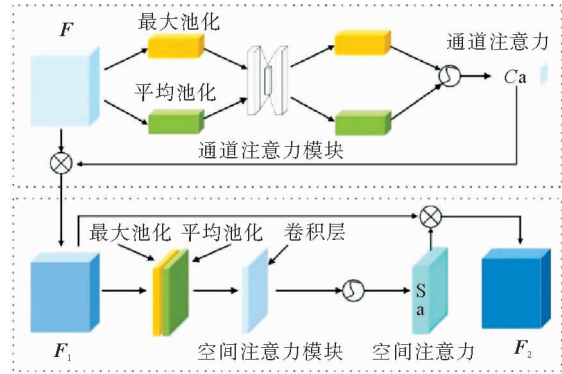 F
最大池化
通道注意力
平均池化
Ca
通道注意力模块
最大池化
平均池化
卷积层
S
a
F₁
空间注意力模块
空间注意力
F₂